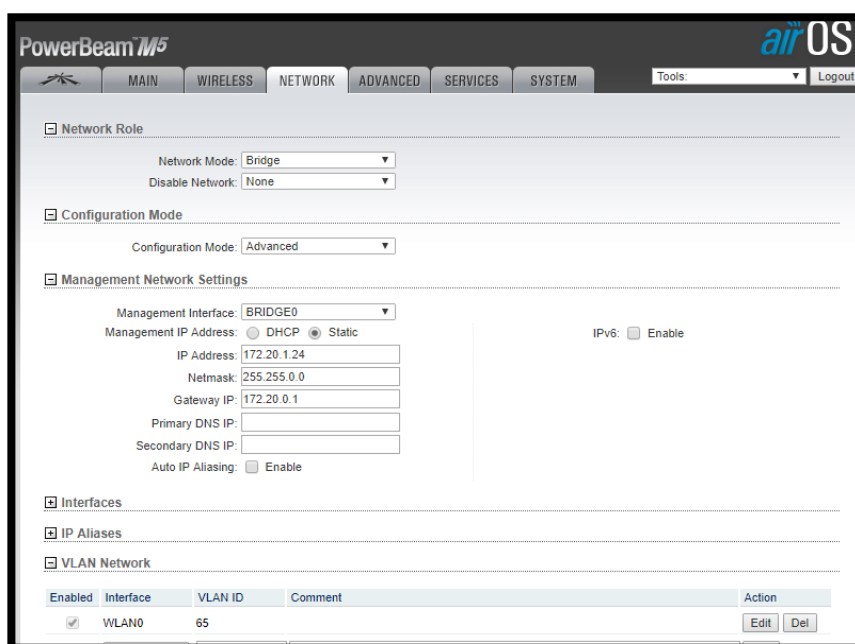 PowerBeam M5
airOS
MAIN WIRELESS NETWORK ADVANCED SERVICES SYSTEM Tools: Logout
Network Role
Network Mode: Bridge
Disable Network: None
Configuration Mode
Configuration Mode: Advanced
Management Network Settings
Management Interface: BRIDGE0
Management IP Address: DHCP Static IPv6: Enable
IP Address: 172.20.1.24
Netmask: 255.255.0.0
Gateway IP: 172.20.0.1
Primary DNS IP:
Secondary DNS IP:
Auto IP Aliasing: Enable
Interfaces
IP Aliases
VLAN Network
Enabled Interface VLAN ID Comment Action
WLAN0 65 Edit Del